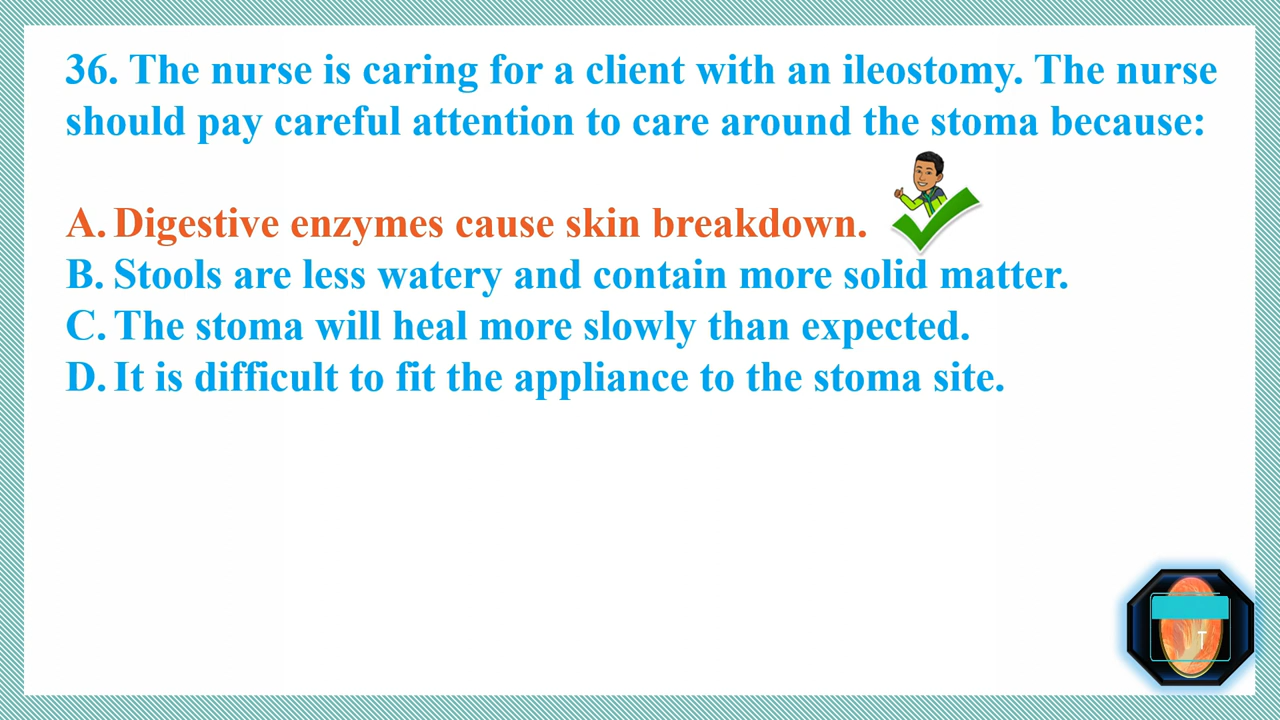 36. The nurse is caring for a client with an ileostomy. The nurse
should pay careful attention to care around the stoma because:
A. Digestive enzymes cause skin breakdown.
B. Stools are less watery and contain more solid matter.
C. The stoma will heal more slowly than expected.
D. It is difficult to fit the appliance to the stoma site.
T